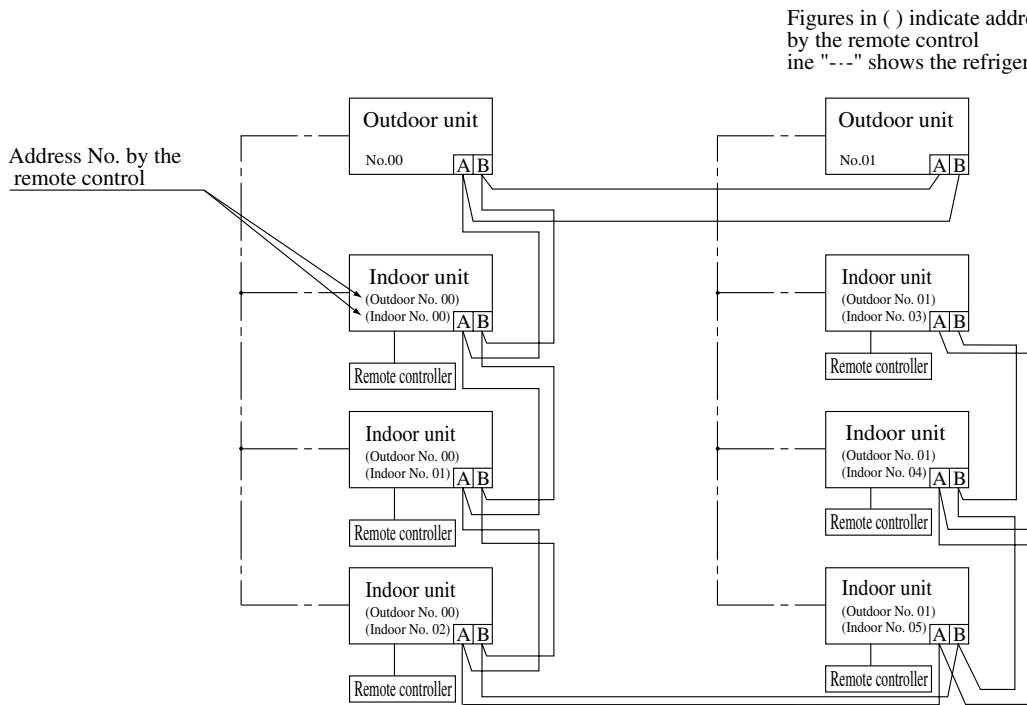 Figures in ( ) indicate
by the remote control
"-·-" shows the
Outdoor unit
No.00
A B
Outdoor unit
No.01
A B
Address No. by the
remote control
Indoor unit
(Outdoor No. 00)
(Indoor No. 00)
A B
Remote controller
Indoor unit
(Outdoor No. 01)
(Indoor No. 03)
A B
Remote controller
Indoor unit
(Outdoor No. 00)
(Indoor No. 01)
A B
Remote controller
Indoor unit
(Outdoor No. 01)
(Indoor No. 04)
A B
Remote controller
Indoor unit
(Outdoor No. 00)
(Indoor No. 02)
A B
Remote controller
Indoor unit
(Outdoor No. 01)
(Indoor No. 05)
A B
Remote controller